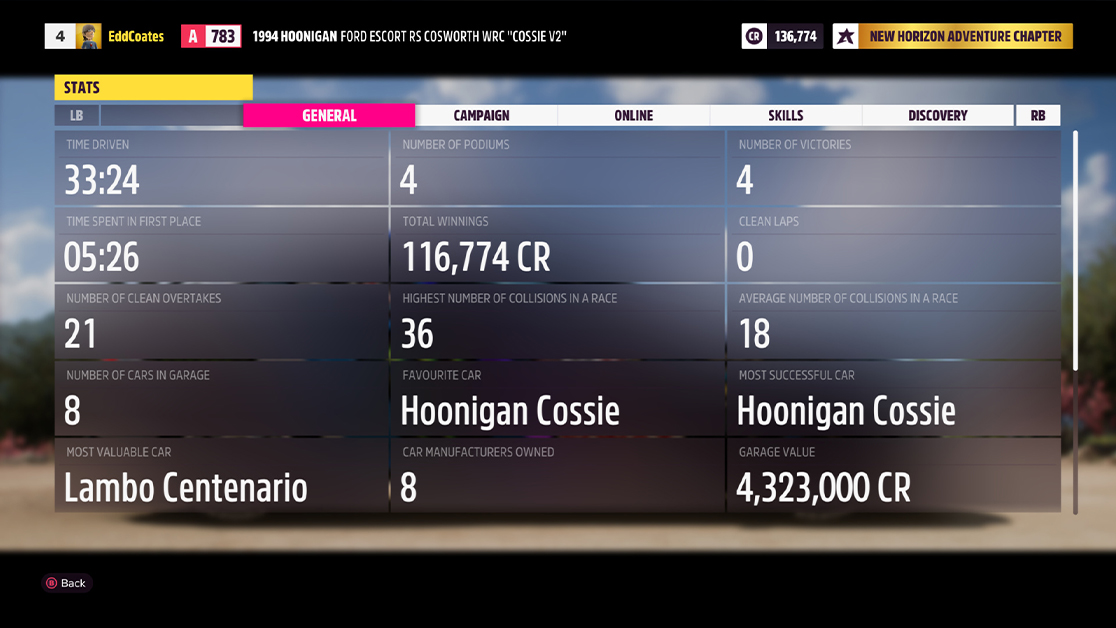 4 EddCoates A 783 1994 HOONIGAN FORD ESCORT RS COSWORTH WRC "COSSIE V2" CR 136,774 NEW HORIZON ADVENTURE CHAPTER
STATS
LB GENERAL CAMPAIGN ONLINE SKILLS DISCOVERY RB
TIME DRIVEN NUMBER OF PODIUMS NUMBER OF VICTORIES
33:24 4 4
TIME SPENT IN FIRST PLACE TOTAL WINNINGS CLEAN LAPS
05:26 116,774 CR 0
NUMBER OF CLEAN OVERTAKES HIGHEST NUMBER OF COLLISIONS IN A RACE AVERAGE NUMBER OF COLLISIONS IN A RACE
21 36 18
NUMBER OF CARS IN GARAGE FAVOURITE CAR MOST SUCCESSFUL CAR
8 Hoonigan Cossie Hoonigan Cossie
MOST VALUABLE CAR CAR MANUFACTURERS OWNED GARAGE VALUE
Lambo Centenario 8 4,323,000 CR
B Back